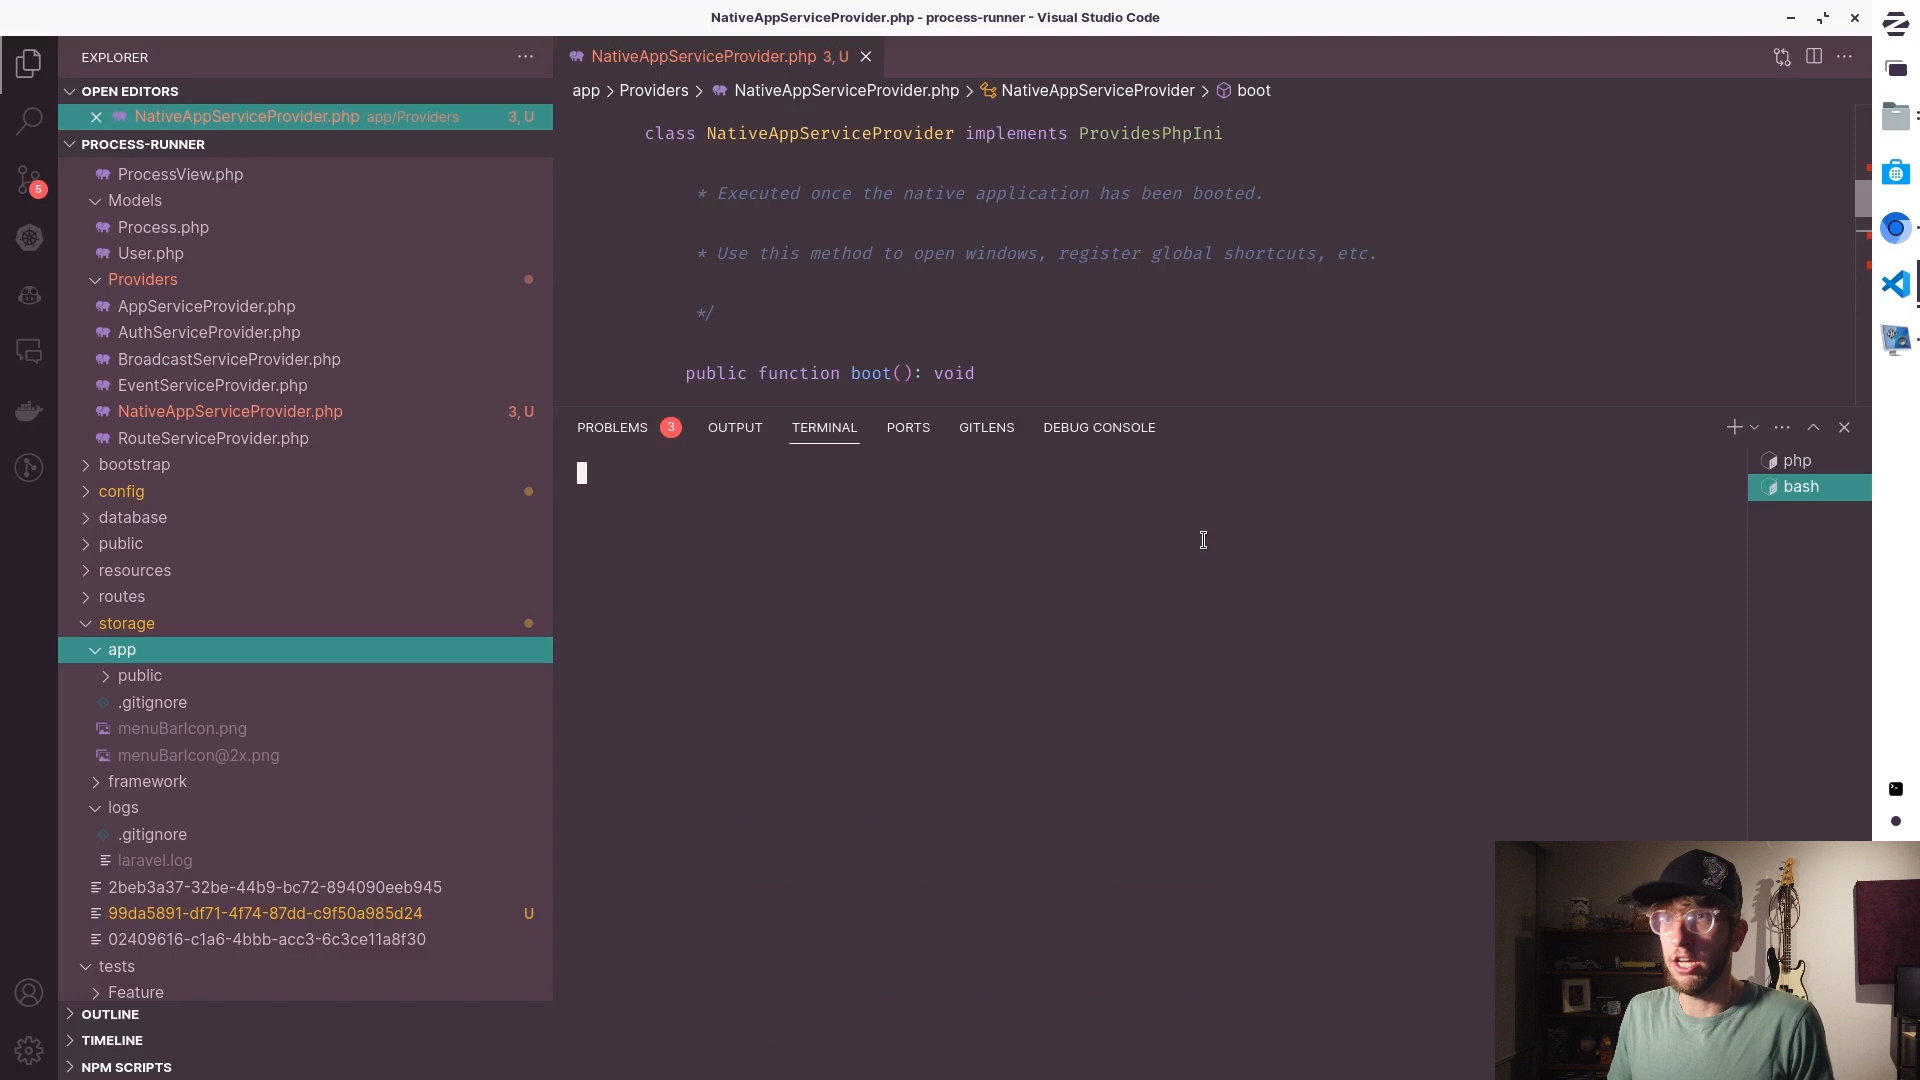 NativeAppServiceProvider.php - process-runner - Visual Studio Code
EXPLORER
OPEN EDITORS
NativeAppServiceProvider.php app/Providers 3, U
PROCESS-RUNNER
ProcessView.php
Models
Process.php
User.php
Providers
AppServiceProvider.php
AuthServiceProvider.php
BroadcastServiceProvider.php
EventServiceProvider.php
NativeAppServiceProvider.php 3, U
RouteServiceProvider.php
bootstrap
config
database
public
resources
routes
storage
app
public
.gitignore
menuBarIcon.png
menuBarIcon@2x.png
framework
logs
.gitignore
laravel.log
2beb3a37-32be-44b9-bc72-894090eeb945
99da5891-df71-4f74-87dd-c9f50a985d24 U
02409616-c1a6-4bbb-acc3-6c3ce11a8f30
tests
Feature
OUTLINE
TIMELINE
NPM SCRIPTS
5
NativeAppServiceProvider.php 3, U
app > Providers > NativeAppServiceProvider.php > NativeAppServiceProvider > boot
class NativeAppServiceProvider implements ProvidesPhpIni
* Executed once the native application has been booted.
* Use this method to open windows, register global shortcuts, etc.
*/
public function boot(): void
PROBLEMS 3 OUTPUT TERMINAL PORTS GITLENS DEBUG CONSOLE
php
bash